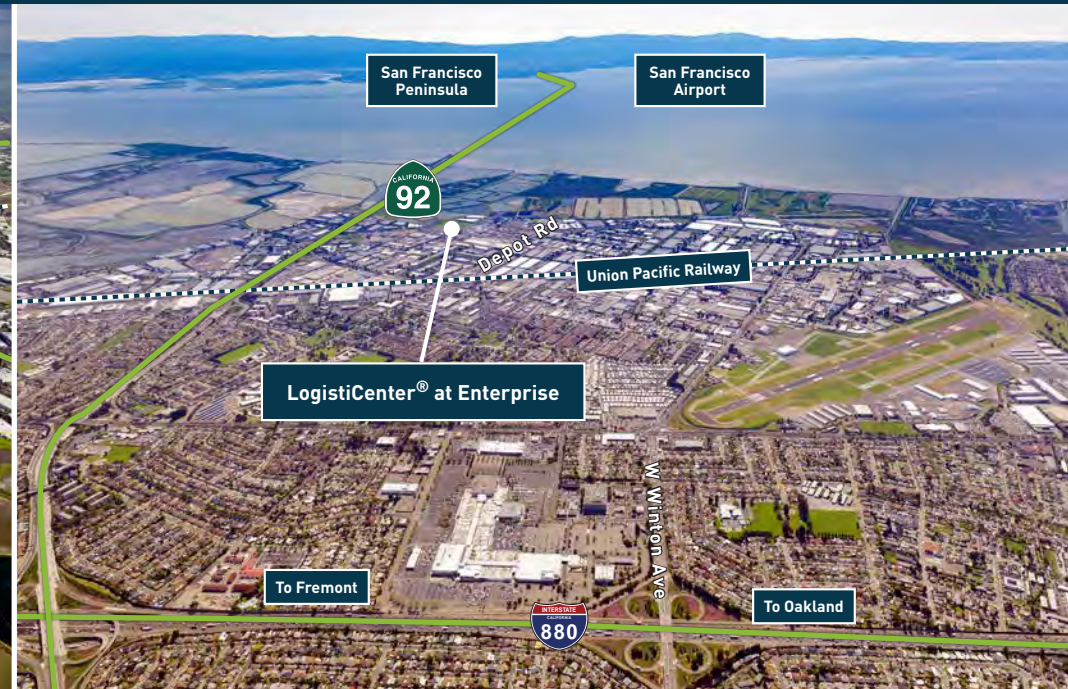 San Francisco
Peninsula
San Francisco
Airport
CALIFORNIA
92
Depot Rd
Union Pacific Railway
LogistiCenter® at Enterprise
W Winton Ave
To Fremont
INTERSTATE
CALIFORNIA
880
To Oakland